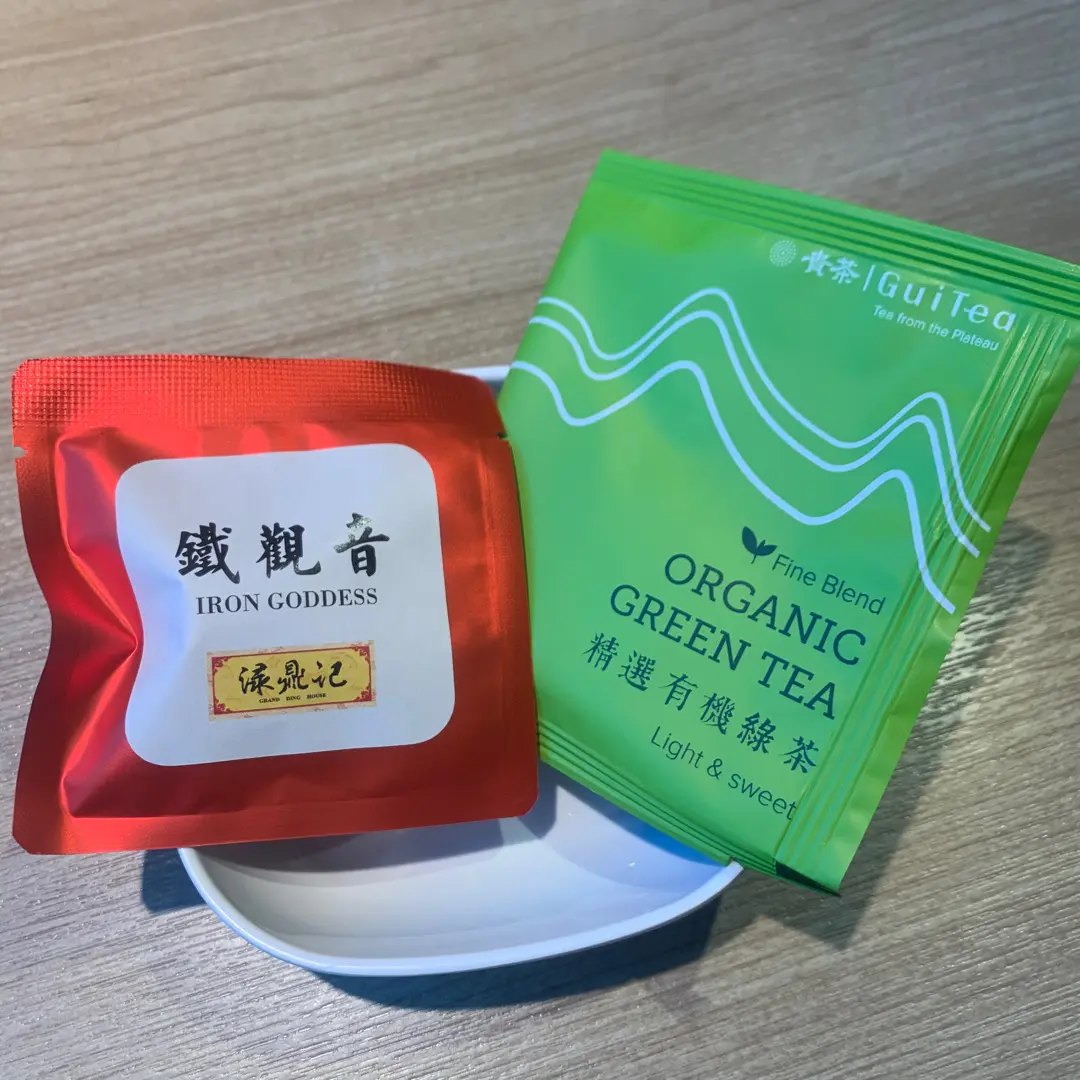 鐵觀音
IRON GODDESS
渌鼎记
GRAND DING HOUSE
貴茶 | GuiTea
Tea from the Plateau
Fine Blend
ORGANIC
GREEN TEA
精選有機綠茶
Light & sweet